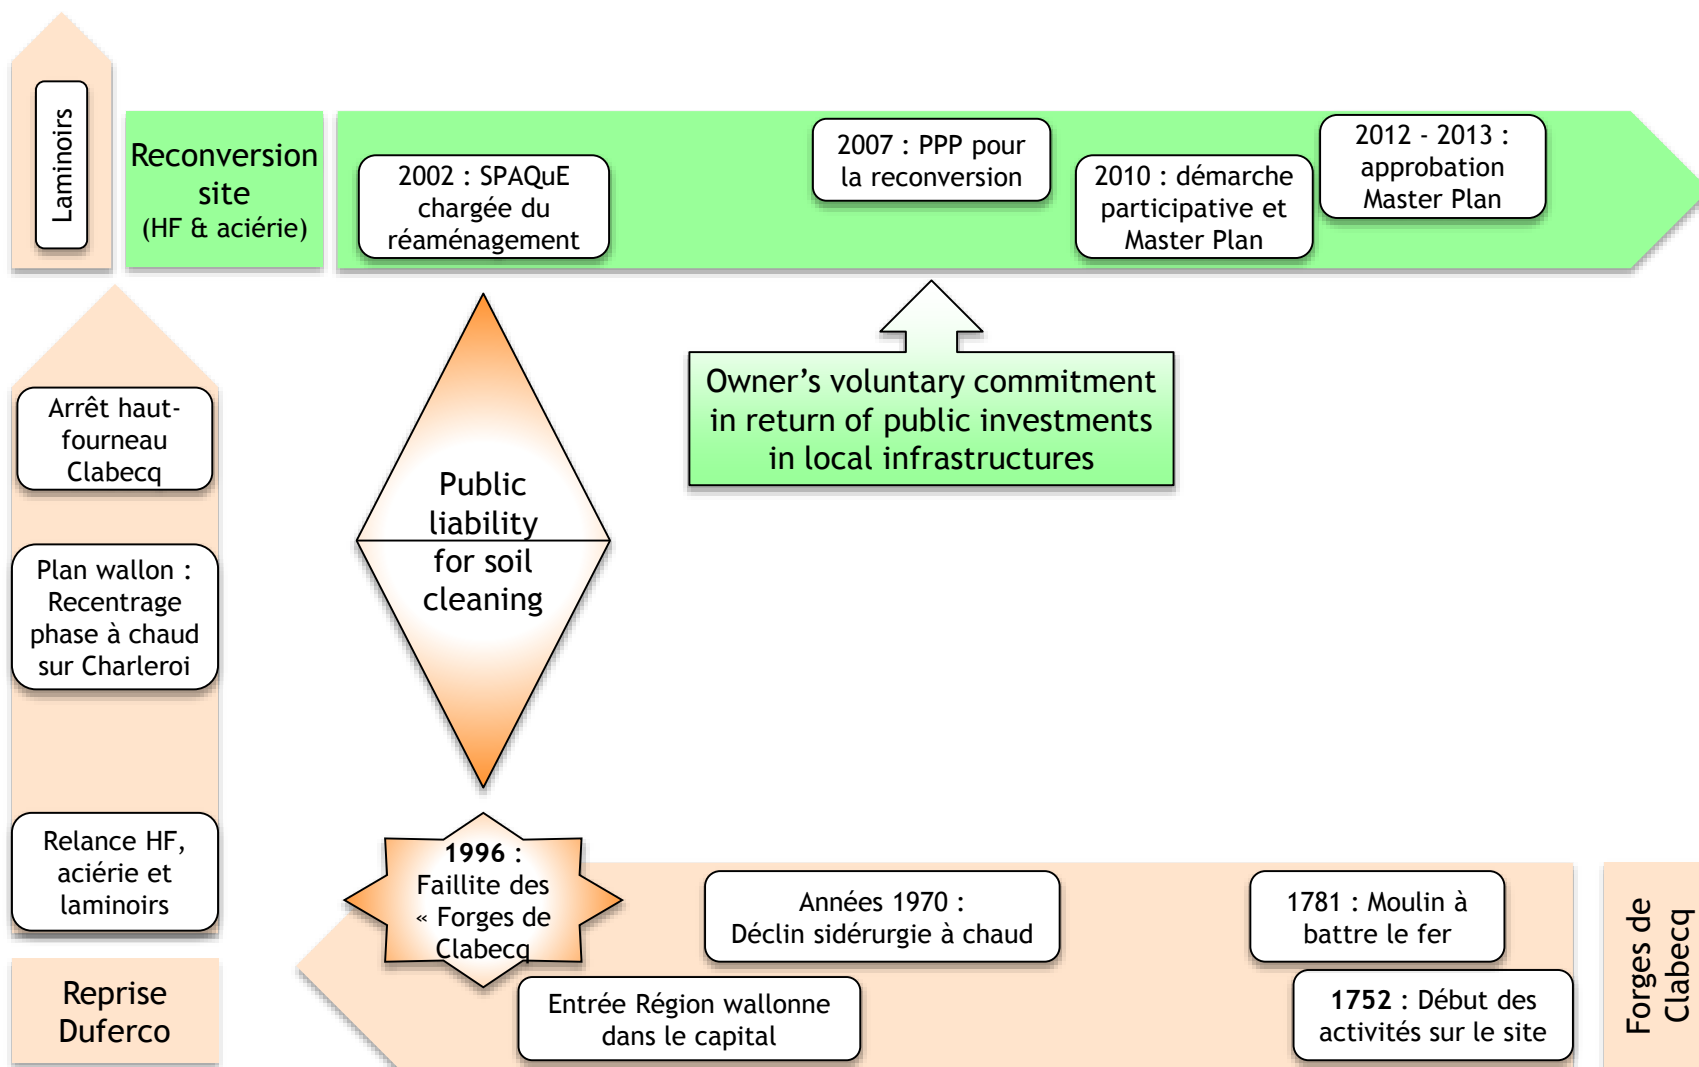 Laminoirs
Reconversion
site
(HF & aciérie)
2002 : SPAQuE
chargée du
réaménagement
2007 : PPP pour
la reconversion
2010 : démarche
participative et
Master Plan
2012 - 2013 :
approbation
Master Plan
Arrêt haut-
fourneau
Clabecq
Plan wallon :
Recentrage
phase à chaud
sur Charleroi
Relance HF,
aciérie et
laminoirs
Reprise
Duferco
Public
liability
for soil
cleaning
Owner’s voluntary commitment
in return of public investments
in local infrastructures
1996 :
Faillite des
« Forges de
Clabecq
Entrée Région wallonne
dans le capital
Années 1970 :
Déclin sidérurgie à chaud
1781 : Moulin à
battre le fer
1752 : Début des
activités sur le site
Forges de
Clabecq